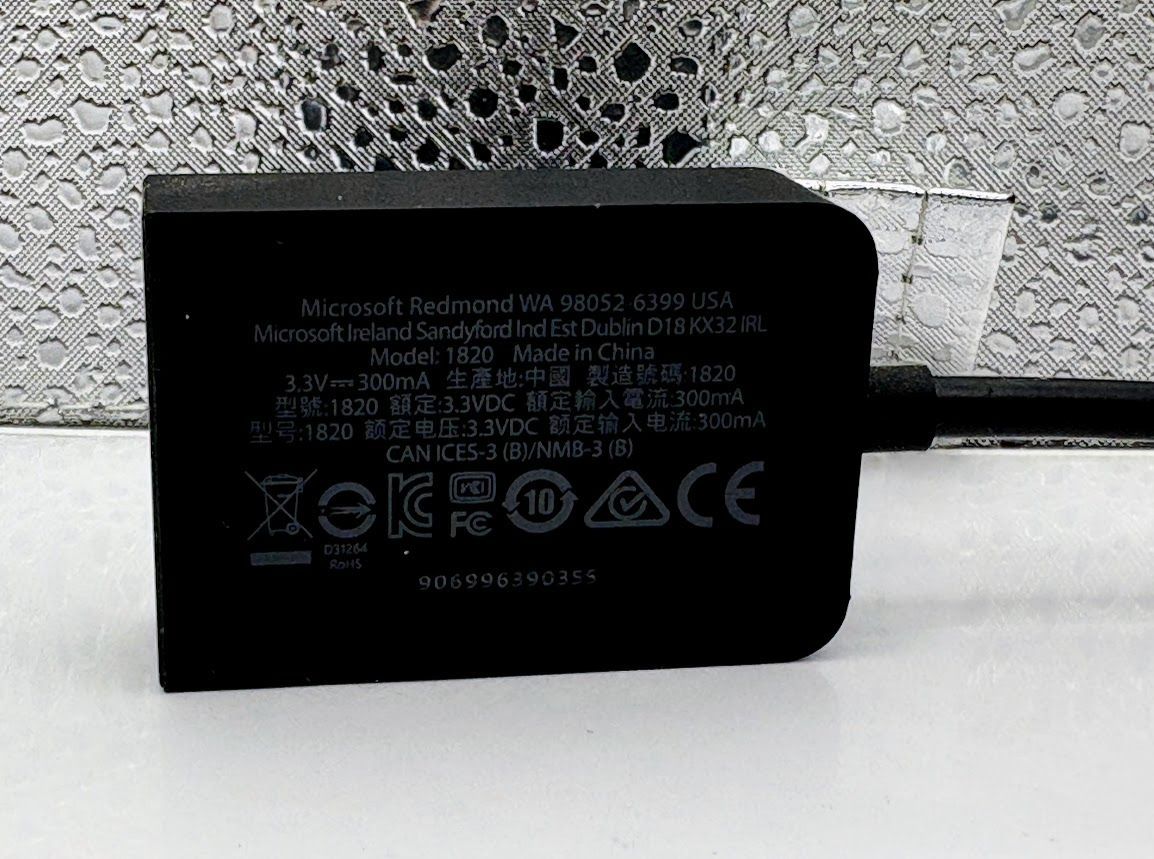 Microsoft Redmond WA 98052-6399 USA
Microsoft Ireland Sandyford Ind Est Dublin D18 KX32 IRL
Model: 1820 Made in China
3.3V⎓300mA 生產地:中國 製造號碼:1820
型號:1820 額定:3.3VDC 額定輸入電流:300mA
型号:1820 额定电压:3.3VDC 额定输入电流:300mA
CAN ICES-3 (B)/NMB-3 (B)
VCI
FC 10 CE
D31264
RoHS
906996390355